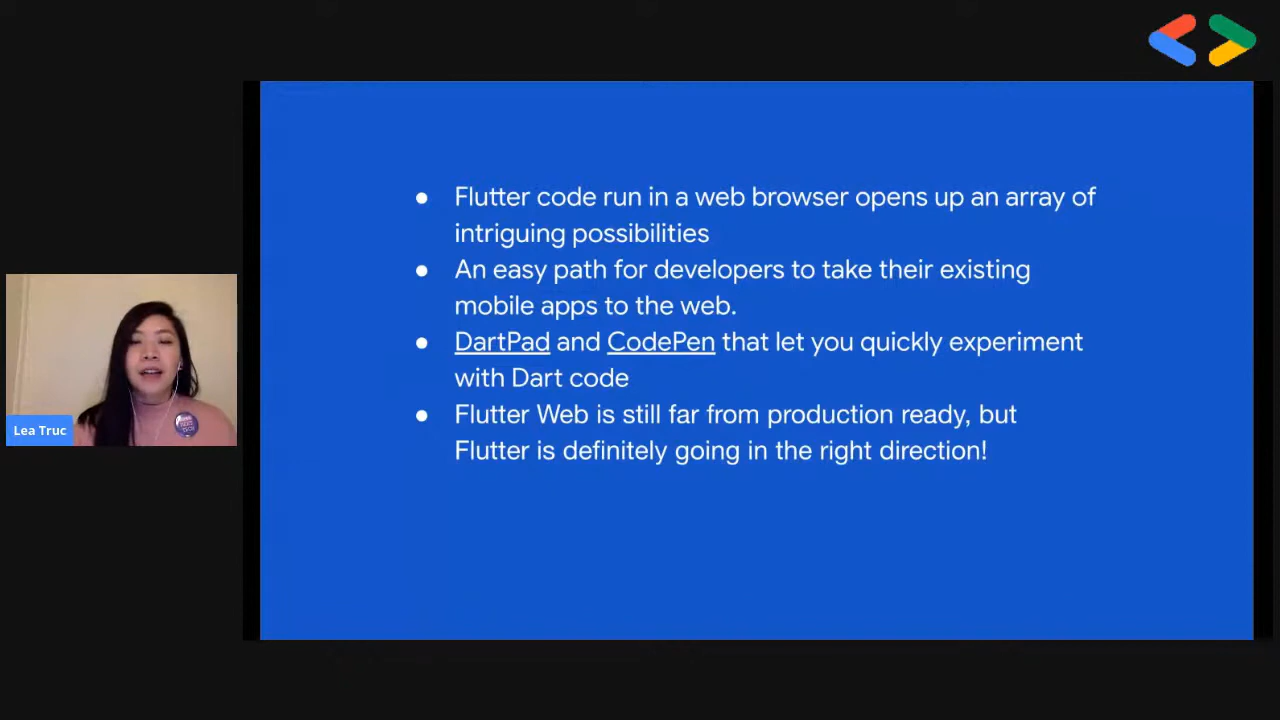 Flutter code run in a web browser opens up an array of
intriguing possibilities
An easy path for developers to take their existing
mobile apps to the web.
DartPad and CodePen that let you quickly experiment
with Dart code
Flutter Web is still far from production ready, but
Flutter is definitely going in the right direction!
Lea Truc